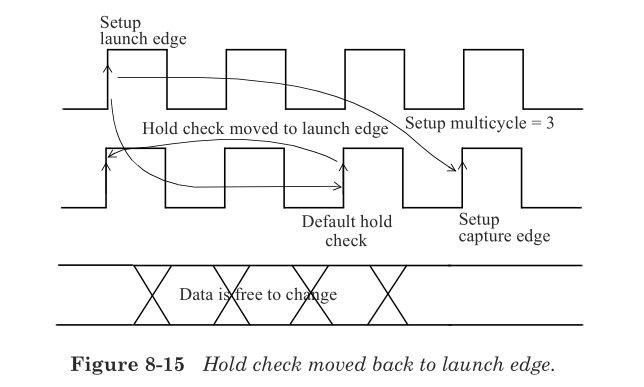 Setup
launch edge
Setup multicycle = 3
Hold check moved to launch edge
Default hold
check
Setup
capture edge
Data is free to change
Figure 8-15 Hold check moved back to launch edge.